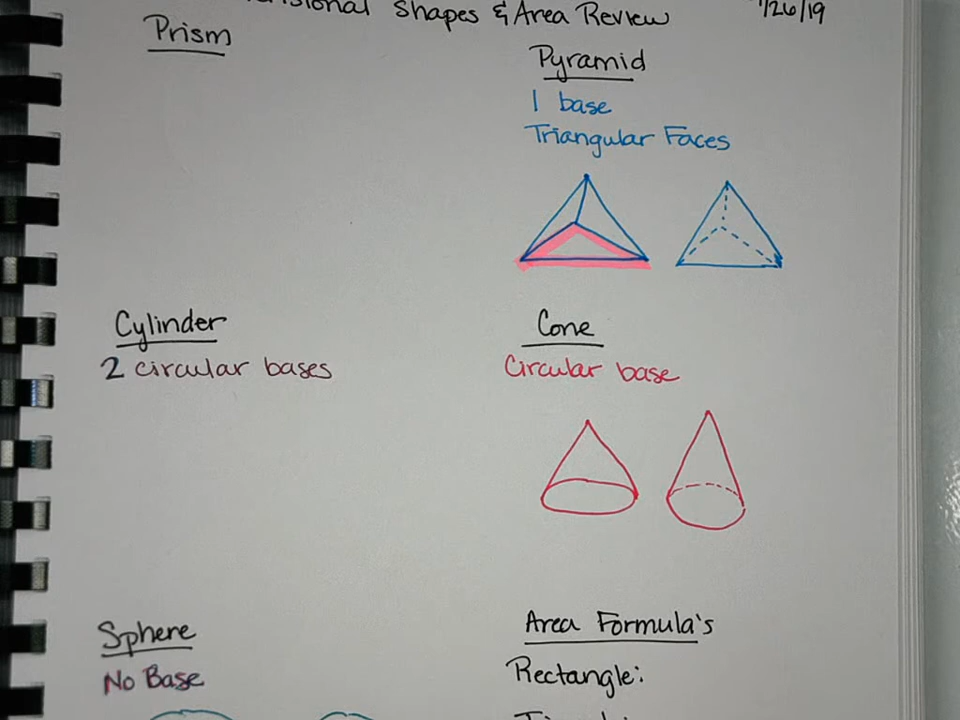 Shapes & Area Review
1/26/19
Prism
Pyramid
1 base
Triangular Faces
Cylinder
2 circular bases
Cone
Circular base
Sphere
No Base
Area Formula's
Rectangle: